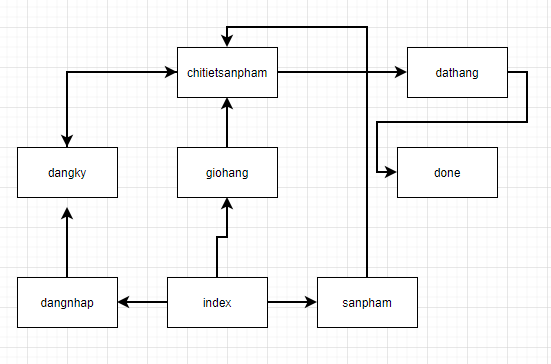 chitietsanpham
dathang
dangky
giohang
done
dangnhap
index
sanpham